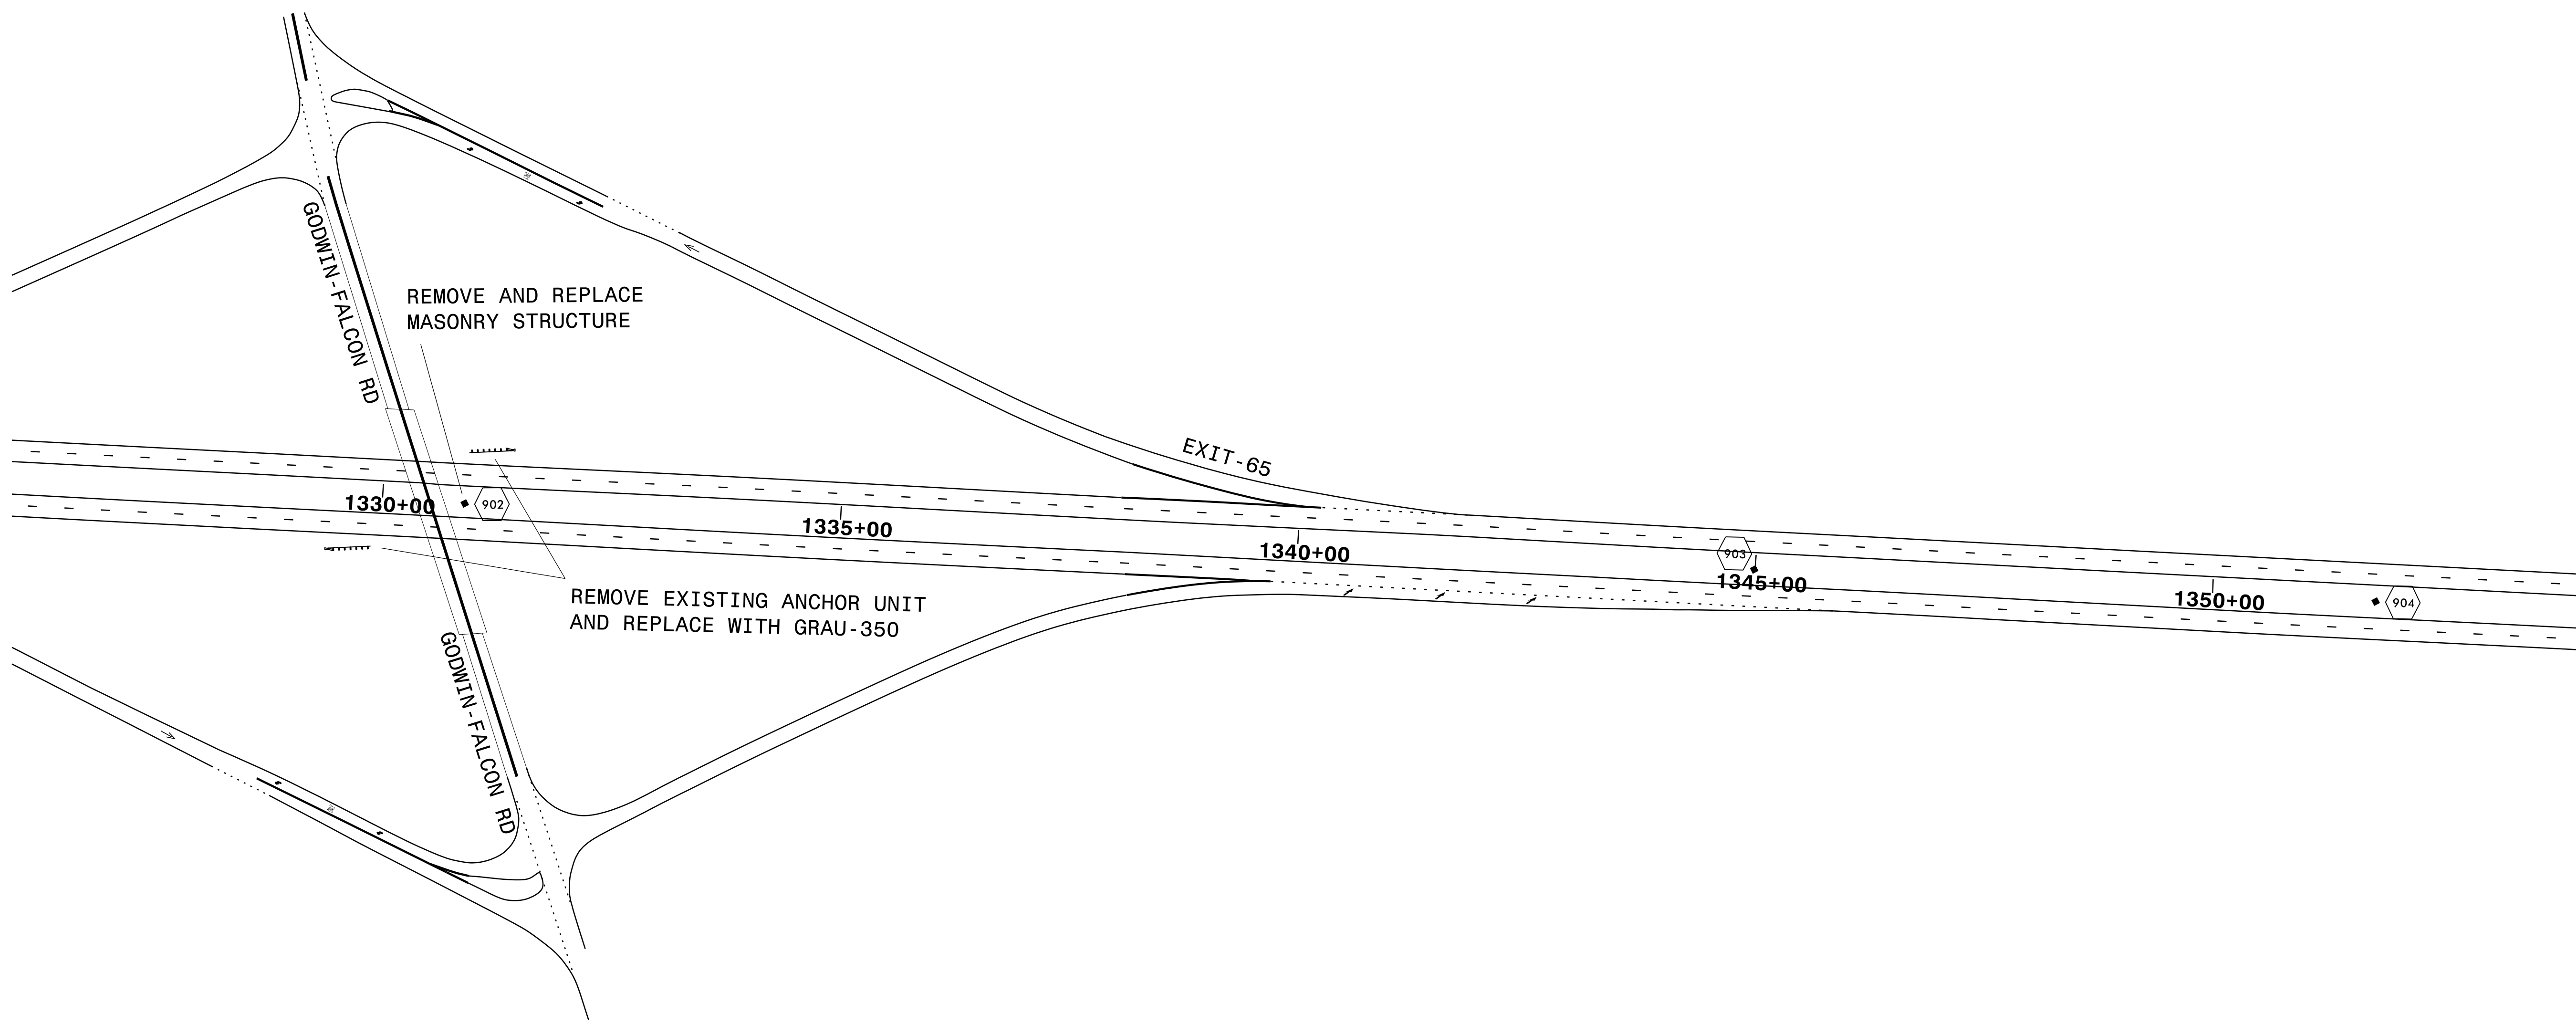 GODWIN-FALCON RD
REMOVE AND REPLACE
MASONRY STRUCTURE
EXIT-65
1330+00
902
1335+00
1340+00
903
1345+00
1350+00
904
REMOVE EXISTING ANCHOR UNIT
AND REPLACE WITH GRAU-350
GODWIN-FALCON RD